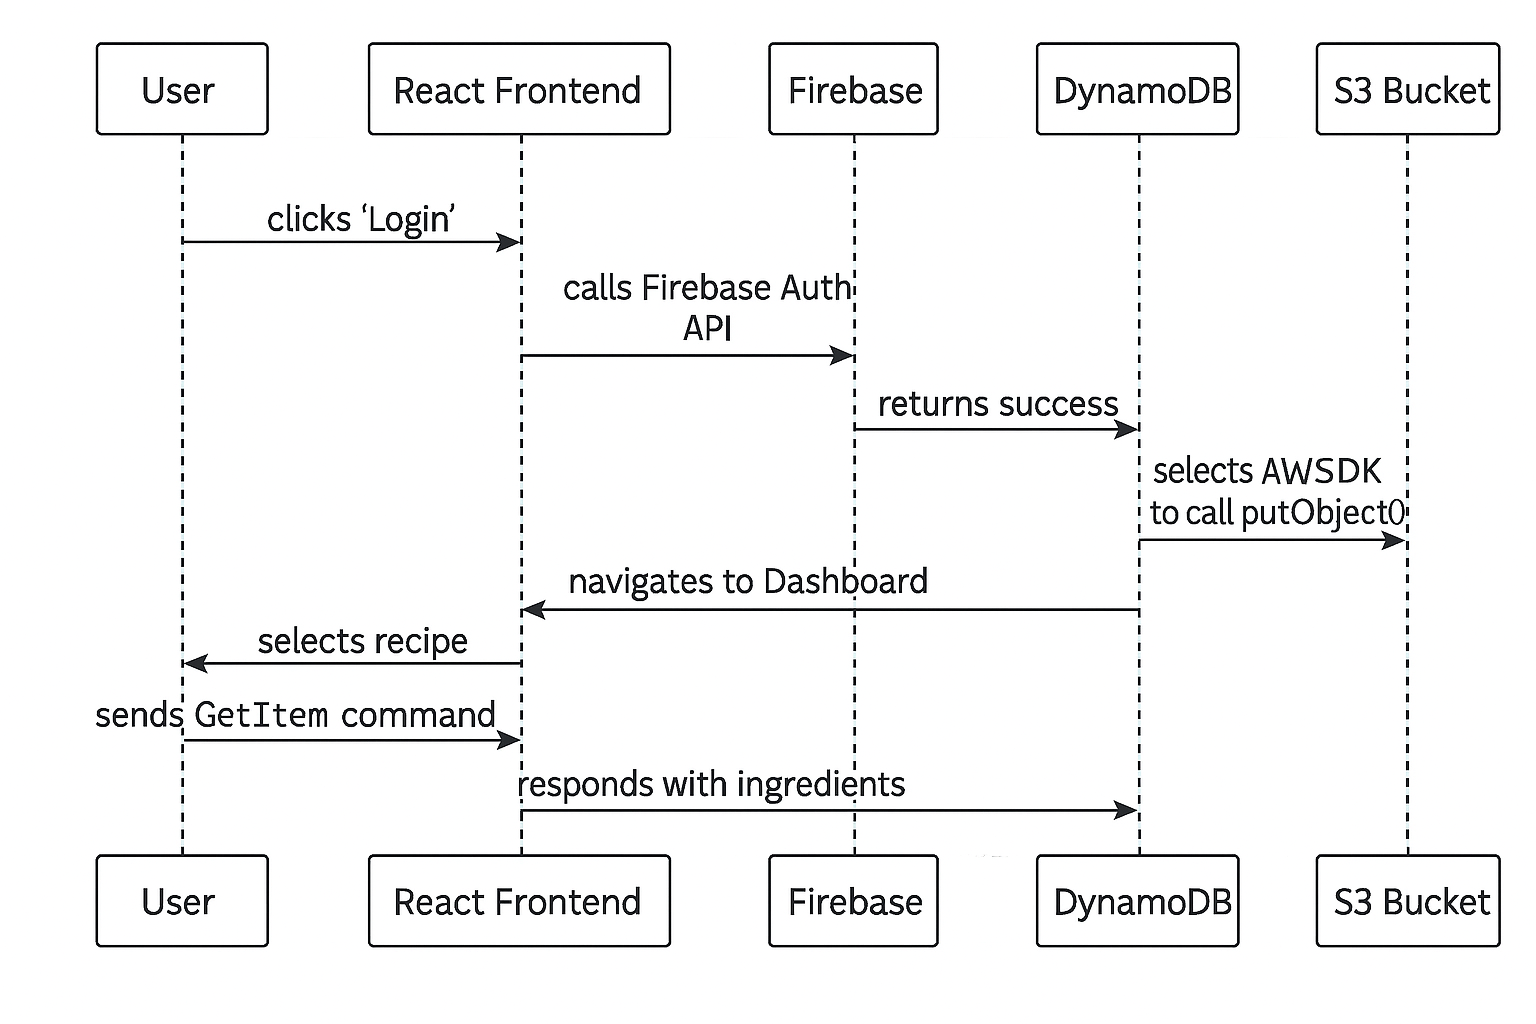 User
React Frontend
Firebase
DynamoDB
S3 Bucket
clicks ‘Login’
calls Firebase Auth
API
returns success
selects AWSDK
to call putObject()
navigates to Dashboard
selects recipe
sends GetItem command
responds with ingredients
User
React Frontend
Firebase
DynamoDB
S3 Bucket